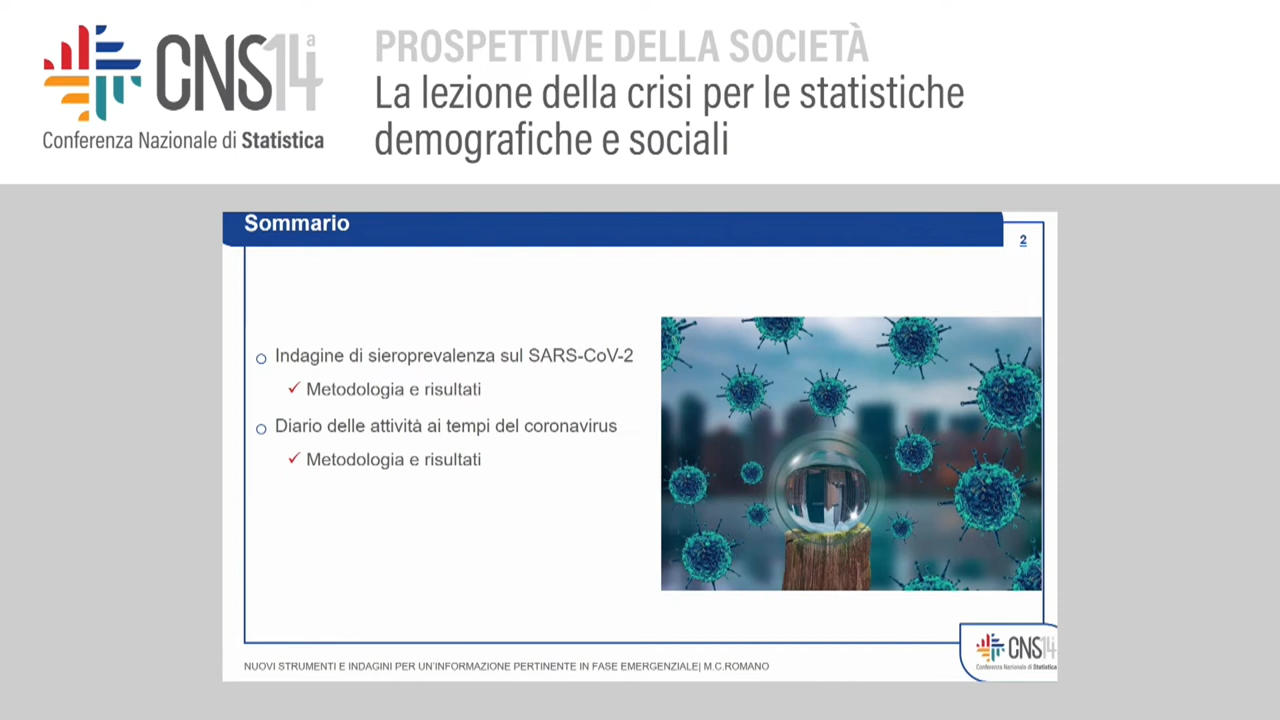 CNS14ª
Conferenza Nazionale di Statistica
PROSPETTIVE DELLA SOCIETÀ
La lezione della crisi per le statistiche
demografiche e sociali
Sommario
2
Indagine di sieroprevalenza sul SARS-CoV-2
Metodologia e risultati
Diario delle attività ai tempi del coronavirus
Metodologia e risultati
NUOVI STRUMENTI E INDAGINI PER UN'INFORMAZIONE PERTINENTE IN FASE EMERGENZIALE| M.C.ROMANO
CNS14
Conferenza Nazionale di Statistica